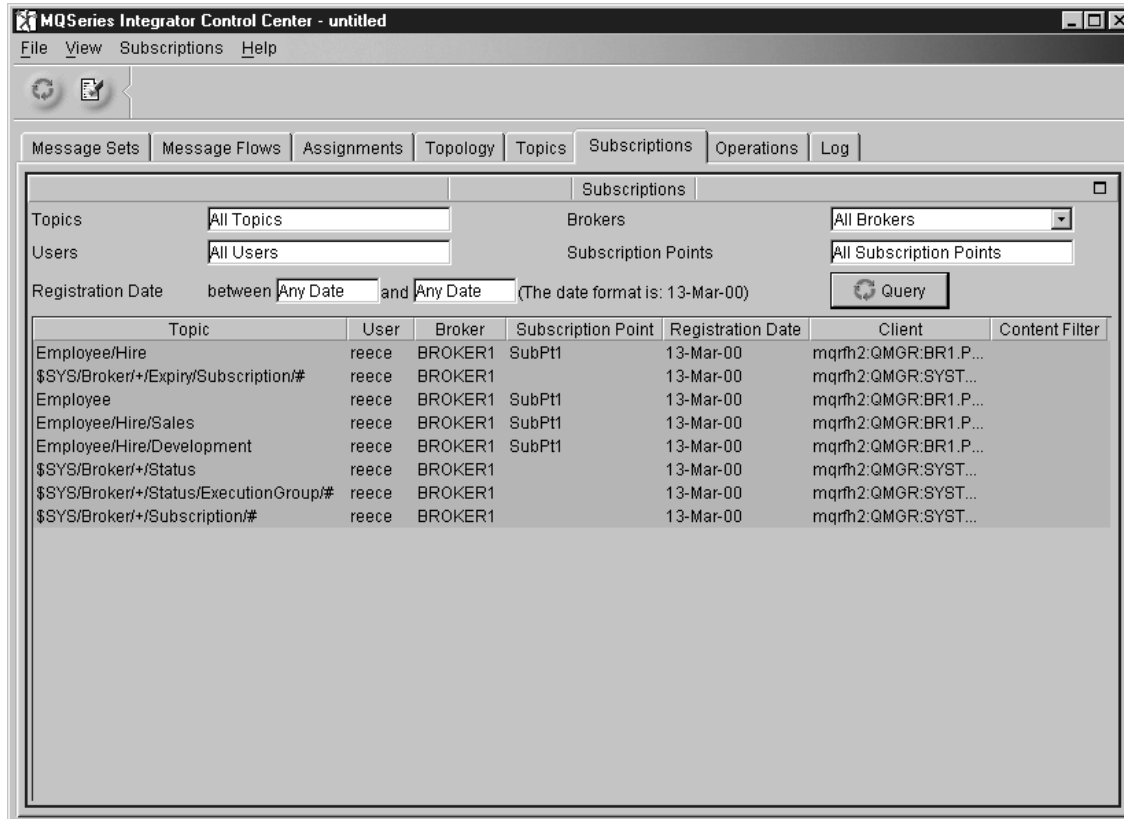 MQSeries Integrator Control Center - untitled
File View Subscriptions Help
Message Sets Message Flows Assignments Topology Topics Subscriptions Operations Log
Subscriptions
Topics All Topics Brokers All Brokers
Users All Users Subscription Points All Subscription Points
Registration Date between Any Date and Any Date (The date format is: 13-Mar-00) Query
Topic User Broker Subscription Point Registration Date Client Content Filter
Employee/Hire reece BROKER1 SubPt1 13-Mar-00 mqrfh2:QMGR:BR1.P...
$SYS/Broker/+/Expiry/Subscription/# reece BROKER1 13-Mar-00 mqrfh2:QMGR:SYST...
Employee reece BROKER1 SubPt1 13-Mar-00 mqrfh2:QMGR:BR1.P...
Employee/Hire/Sales reece BROKER1 SubPt1 13-Mar-00 mqrfh2:QMGR:BR1.P...
Employee/Hire/Development reece BROKER1 SubPt1 13-Mar-00 mqrfh2:QMGR:BR1.P...
$SYS/Broker/+/Status reece BROKER1 13-Mar-00 mqrfh2:QMGR:SYST...
$SYS/Broker/+/Status/ExecutionGroup/# reece BROKER1 13-Mar-00 mqrfh2:QMGR:SYST...
$SYS/Broker/+/Subscription/# reece BROKER1 13-Mar-00 mqrfh2:QMGR:SYST...